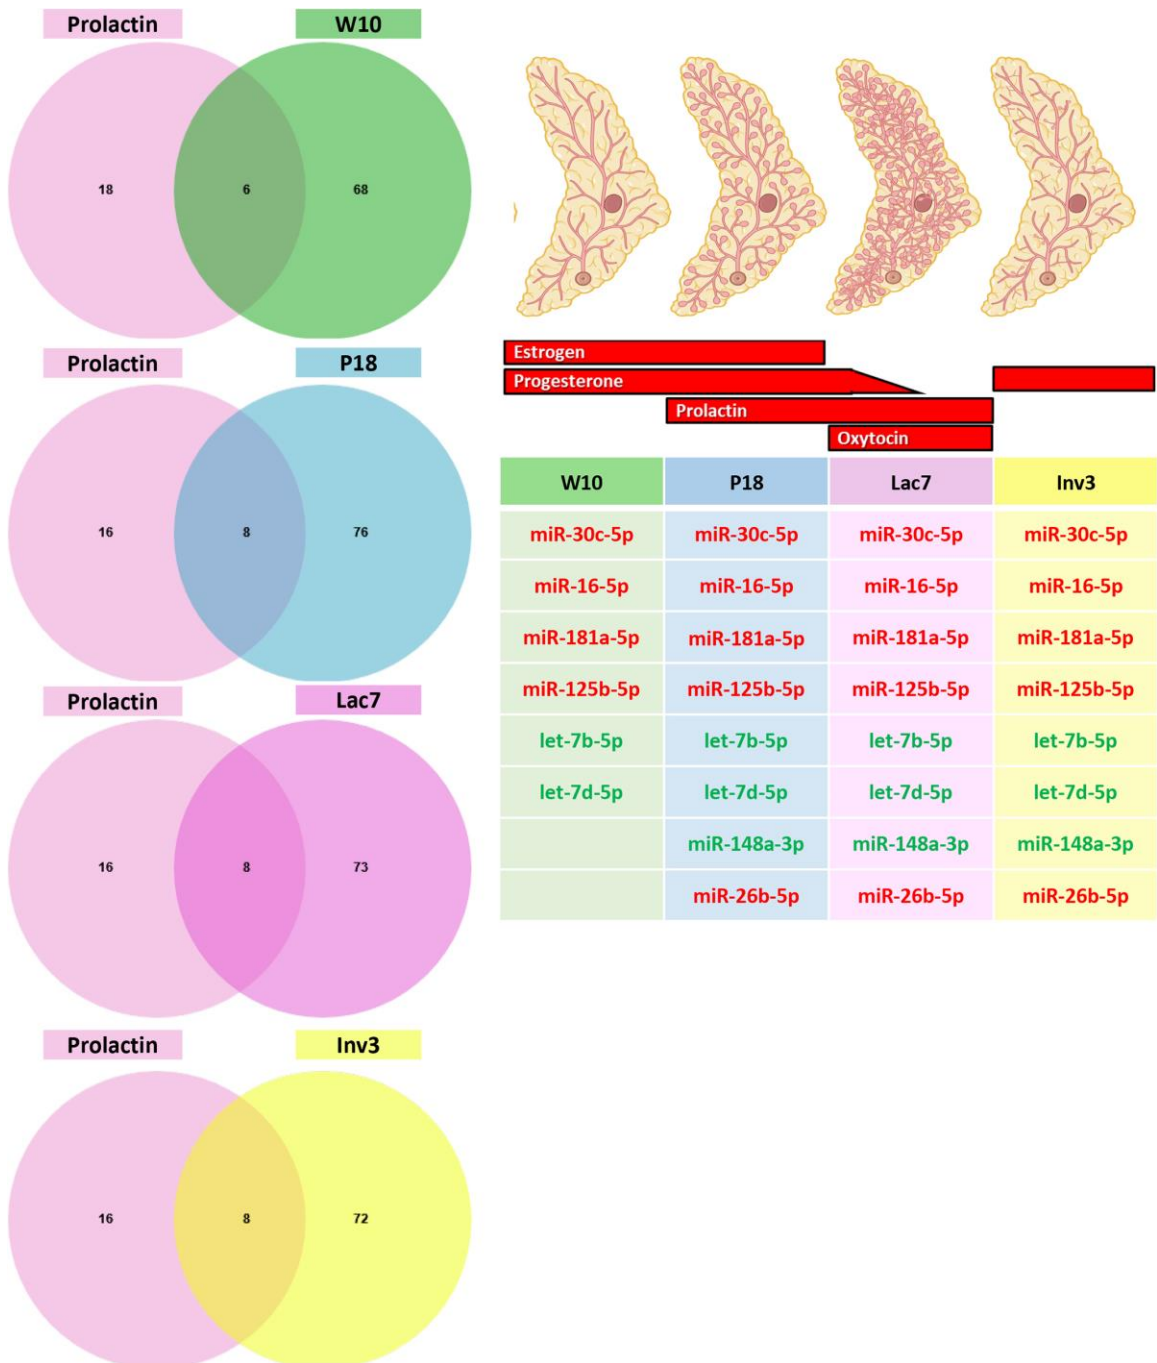 Prolactin W10
18 6 68
Prolactin P18
16 8 76
Prolactin Lac7
16 8 73
Prolactin Inv3
16 8 72
Estrogen
Progesterone
Prolactin
Oxytocin
W10 P18 Lac7 Inv3
miR-30c-5p miR-30c-5p miR-30c-5p miR-30c-5p
miR-16-5p miR-16-5p miR-16-5p miR-16-5p
miR-181a-5p miR-181a-5p miR-181a-5p miR-181a-5p
miR-125b-5p miR-125b-5p miR-125b-5p miR-125b-5p
let-7b-5p let-7b-5p let-7b-5p let-7b-5p
let-7d-5p let-7d-5p let-7d-5p let-7d-5p
miR-148a-3p miR-148a-3p miR-148a-3p
miR-26b-5p miR-26b-5p miR-26b-5p